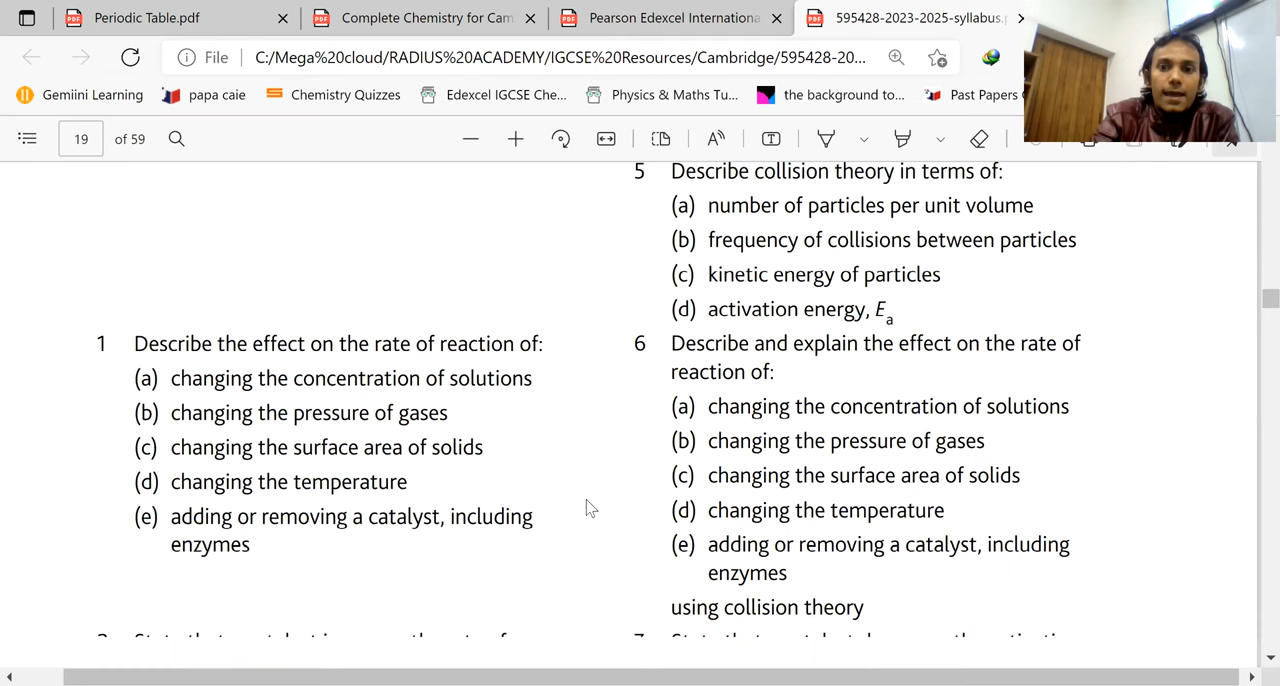 Periodic Table.pdf
Complete Chemistry for Cam
Pearson Edexcel Internationa
595428-2023-2025-syllabus.p
File
C:/Mega%20cloud/RADIUS%20ACADEMY/IGCSE%20Resources/Cambridge/595428-20...
Gemiini Learning
papa caie
Chemistry Quizzes
Edexcel IGCSE Che...
Physics & Maths Tu...
the background to...
Past Papers
19 of 59
5 Describe collision theory in terms of:
(a) number of particles per unit volume
(b) frequency of collisions between particles
(c) kinetic energy of particles
(d) activation energy, Ea
1 Describe the effect on the rate of reaction of:
(a) changing the concentration of solutions
(b) changing the pressure of gases
(c) changing the surface area of solids
(d) changing the temperature
(e) adding or removing a catalyst, including
enzymes
6 Describe and explain the effect on the rate of
reaction of:
(a) changing the concentration of solutions
(b) changing the pressure of gases
(c) changing the surface area of solids
(d) changing the temperature
(e) adding or removing a catalyst, including
enzymes
using collision theory